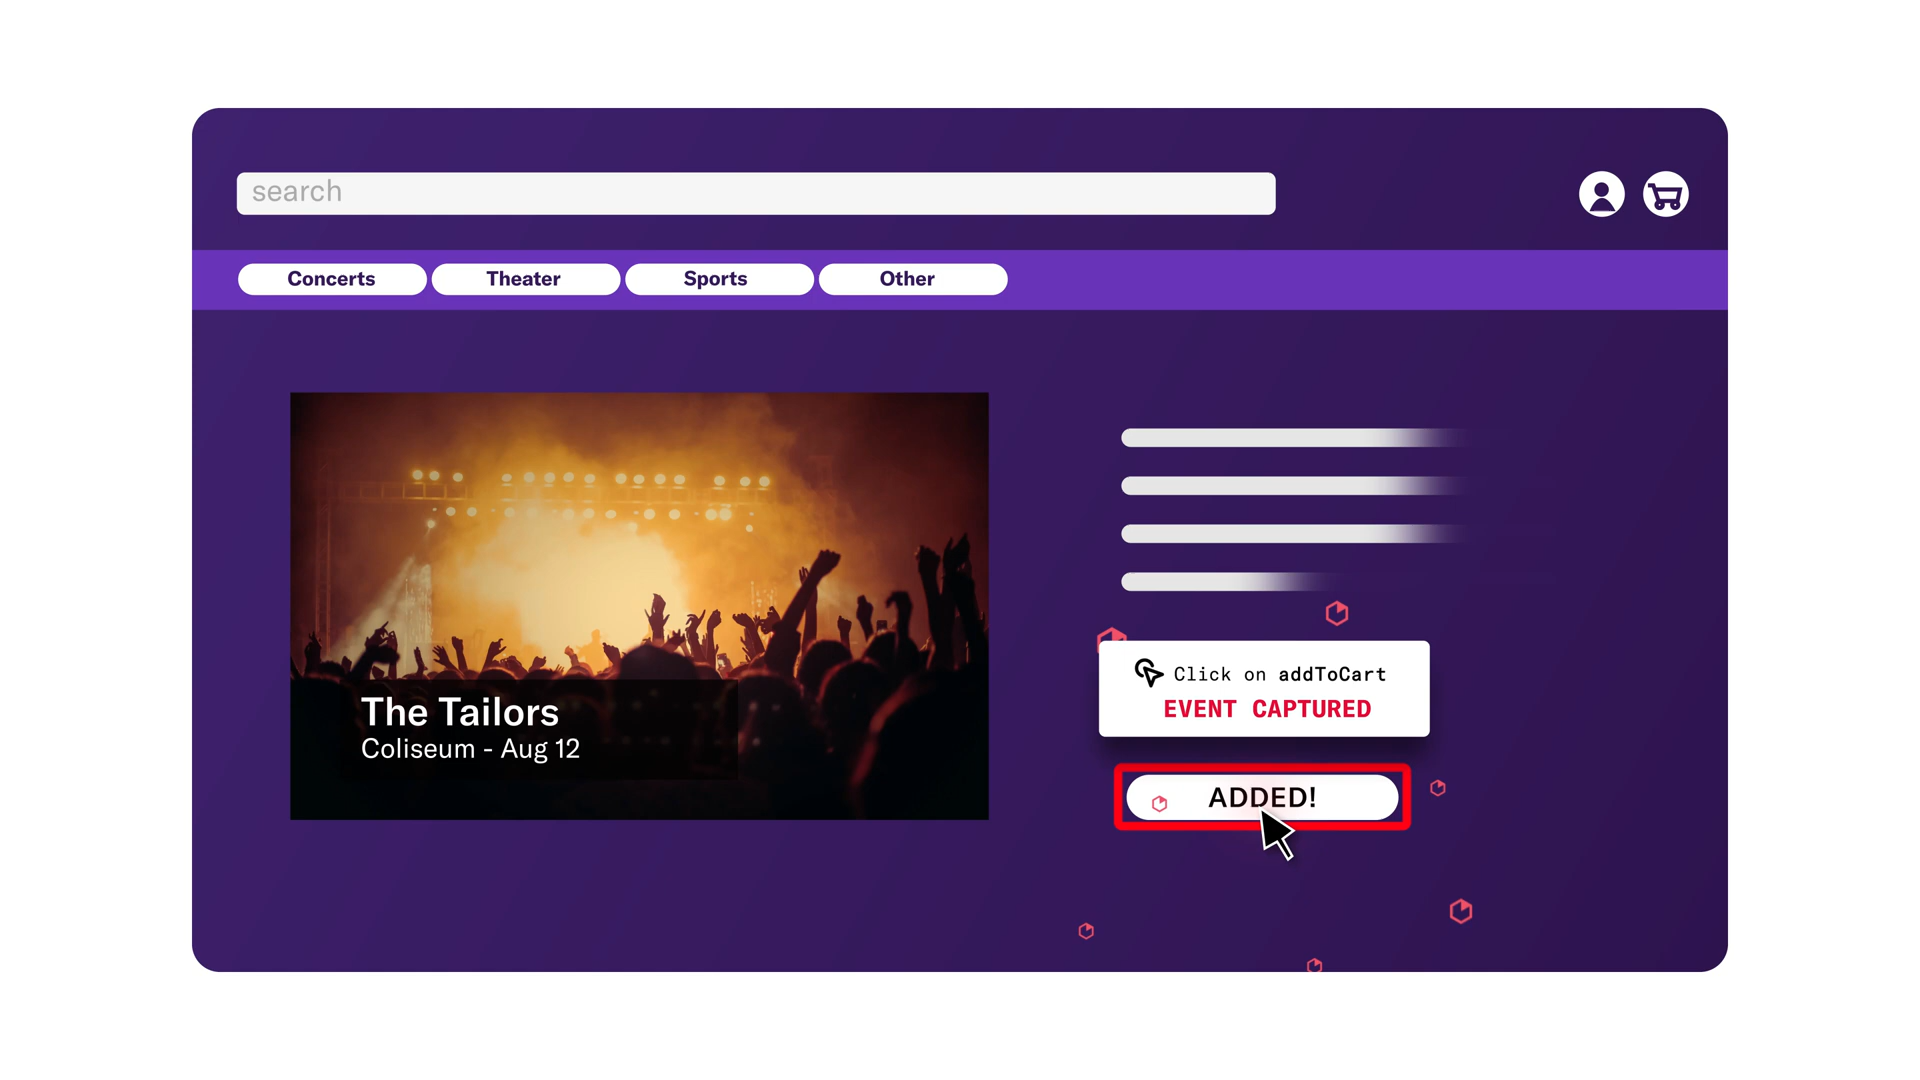 search
Concerts
Theater
Sports
Other
The Tailors
Coliseum - Aug 12
Click on addToCart
EVENT CAPTURED
ADDED!